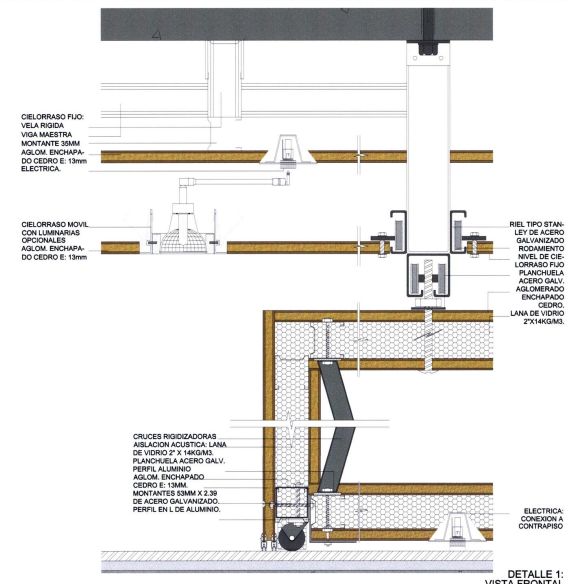 CIELORRASO FIJO:
VELA RIGIDA
VIGA MAESTRA
MONTANTE 35MM
AGLOM. ENCHAPA-
DO CEDRO E: 13mm
ELECTRICA.
CIELORRASO MOVIL
CON LUMINARIAS
OPCIONALES
AGLOM. ENCHAPA-
DO CEDRO E: 13mm
RIEL TIPO STAN-
LEY DE ACERO
GALVANIZADO
RODAMIENTO
NIVEL DE CIE-
LORRASO FIJO
PLANCHUELA
ACERO GALV.
AGLOMERADO
ENCHAPADO
CEDRO.
LANA DE VIDRIO
2"X14KG/M3.
CRUCES RIGIDIZADORAS
AISLACION ACUSTICA: LANA
DE VIDRIO 2" X 14KG/M3.
PLANCHUELA ACERO GALV.
PERFIL ALUMINIO
AGLOM. ENCHAPADO
CEDRO E: 13MM.
MONTANTES 53MM X 2.39
DE ACERO GALVANIZADO.
PERFIL EN L DE ALUMINIO.
ELECTRICA:
CONEXION A
CONTRAPISO
DETALLE 1:
VISTA FRONTAL